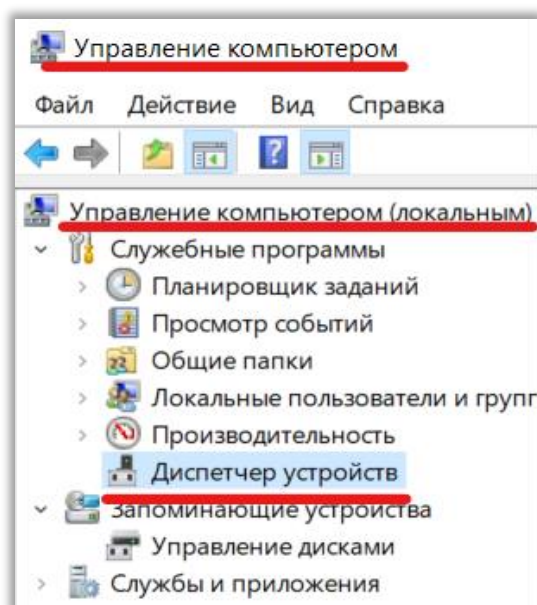 Управление компьютером
Файл Действие Вид Справка
Управление компьютером (локальным)
Служебные программы
Планировщик заданий
Просмотр событий
Общие папки
Локальные пользователи и групп
Производительность
Диспетчер устройств
Запоминающие устройства
Управление дисками
Службы и приложения